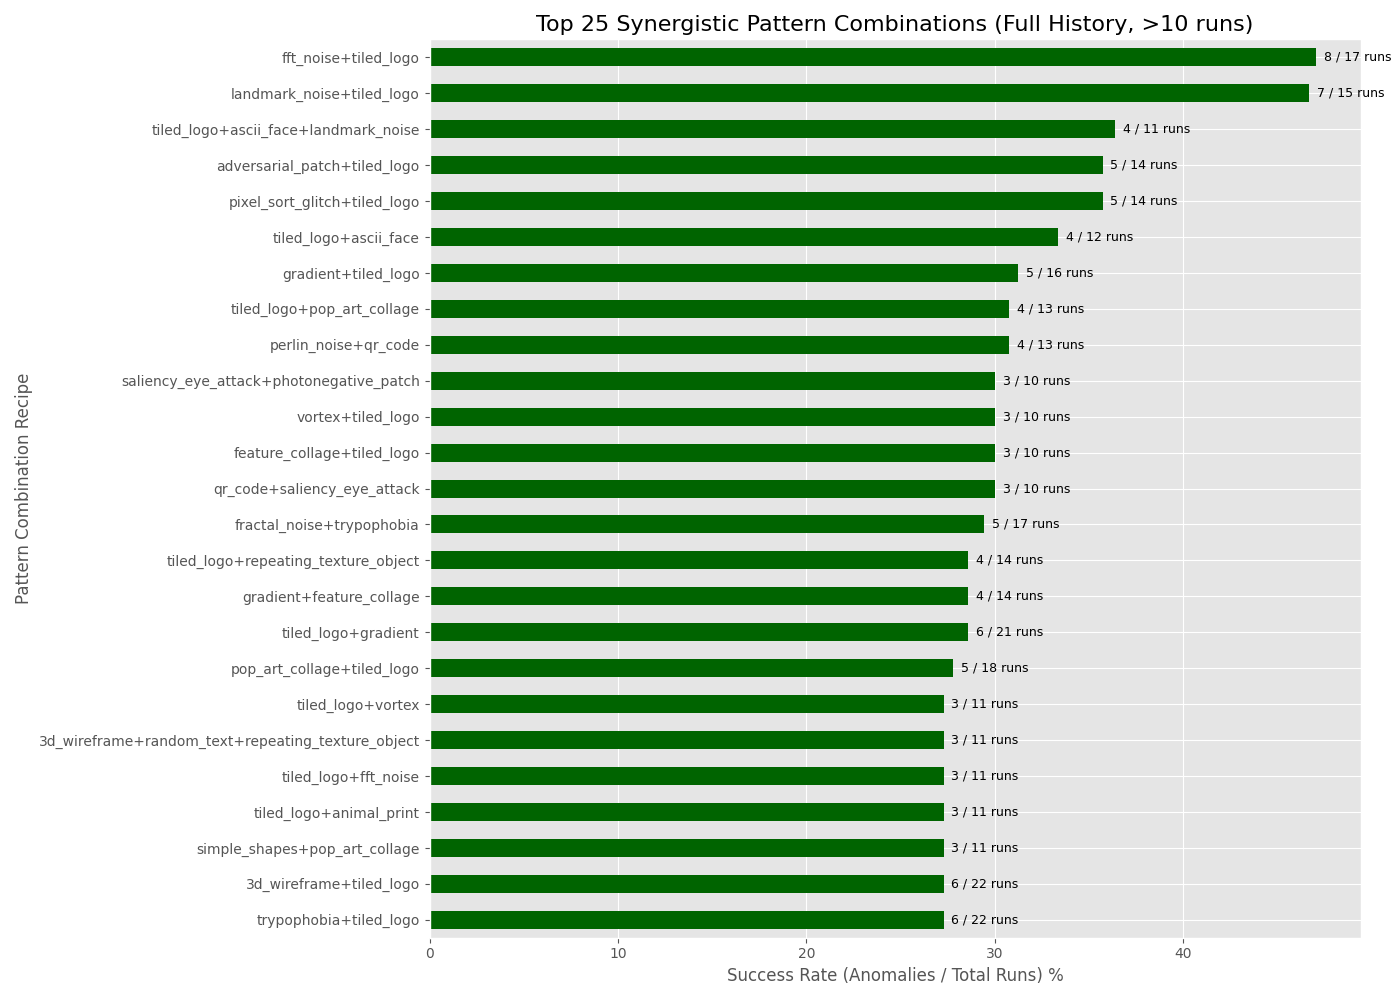 Top 25 Synergistic Pattern Combinations (Full History, >10 runs)
Pattern Combination Recipe
fft_noise+tiled_logo 8 / 17 runs
landmark_noise+tiled_logo 7 / 15 runs
tiled_logo+ascii_face+landmark_noise 4 / 11 runs
adversarial_patch+tiled_logo 5 / 14 runs
pixel_sort_glitch+tiled_logo 5 / 14 runs
tiled_logo+ascii_face 4 / 12 runs
gradient+tiled_logo 5 / 16 runs
tiled_logo+pop_art_collage 4 / 13 runs
perlin_noise+qr_code 4 / 13 runs
saliency_eye_attack+photonegative_patch 3 / 10 runs
vortex+tiled_logo 3 / 10 runs
feature_collage+tiled_logo 3 / 10 runs
qr_code+saliency_eye_attack 3 / 10 runs
fractal_noise+trypophobia 5 / 17 runs
tiled_logo+repeating_texture_object 4 / 14 runs
gradient+feature_collage 4 / 14 runs
tiled_logo+gradient 6 / 21 runs
pop_art_collage+tiled_logo 5 / 18 runs
tiled_logo+vortex 3 / 11 runs
3d_wireframe+random_text+repeating_texture_object 3 / 11 runs
tiled_logo+fft_noise 3 / 11 runs
tiled_logo+animal_print 3 / 11 runs
simple_shapes+pop_art_collage 3 / 11 runs
3d_wireframe+tiled_logo 6 / 22 runs
trypophobia+tiled_logo 6 / 22 runs
0 10 20 30 40
Success Rate (Anomalies / Total Runs) %